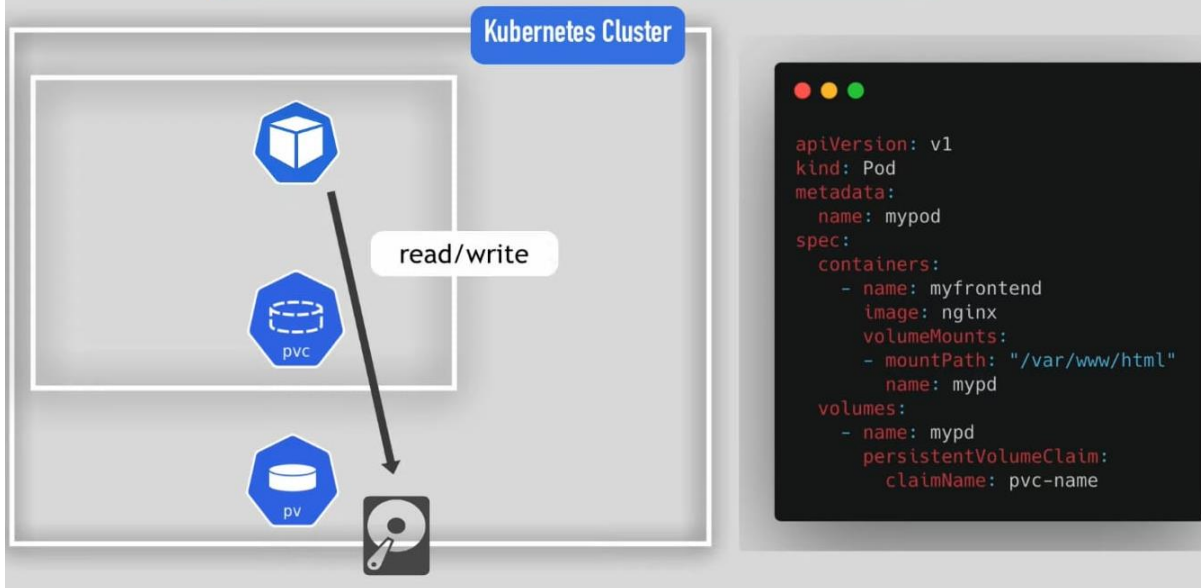 Kubernetes Cluster
read/write
pvc
pv
apiVersion: v1
kind: Pod
metadata:
  name: mypod
spec:
  containers:
    - name: myfrontend
      image: nginx
      volumeMounts:
      - mountPath: "/var/www/html"
        name: mypd
  volumes:
    - name: mypd
      persistentVolumeClaim:
        claimName: pvc-name